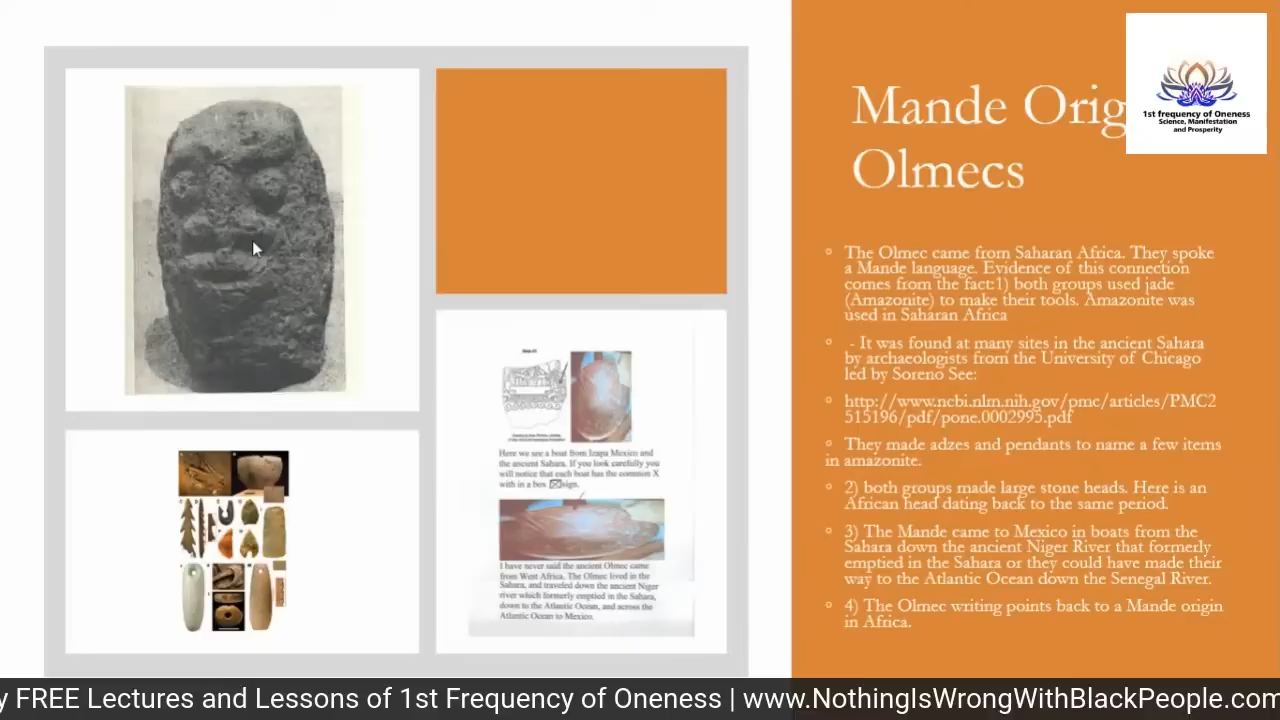 Mande Orig
Olmecs
1st frequency of Oneness
Science, Manifestation
and Prosperity
The Olmec came from Saharan Africa. They spoke
a Mande language. Evidence of this connection
comes from the fact:1) both groups used jade
(Amazonite) to make their tools. Amazonite was
used in Saharan Africa
- It was found at many sites in the ancient Sahara
by archaeologists from the University of Chicago
led by Soreno See:
http://www.ncbi.nlm.nih.gov/pmc/articles/PMC2
515196/pdf/pone.0002995.pdf
They made adzes and pendants to name a few items
in amazonite.
2) both groups made large stone heads. Here is an
African head dating back to the same period.
3) The Mande came to Mexico in boats from the
Sahara down the ancient Niger River that formerly
emptied in the Sahara or they could have made their
way to the Atlantic Ocean down the Senegal River.
4) The Olmec writing points back to a Mande origin
in Africa.
Here we see a boat from Izapa Mexico and
the ancient Sahara. If you look carefully you
will notice that each boat has the common X
with in a box sign.
I have never said the ancient Olmec came
from West Africa. The Olmec lived in the
Sahara, and traveled down the ancient Niger
river which formerly emptied in the Sahara,
down to the Atlantic Ocean, and across the
Atlantic Ocean to Mexico.
y FREE Lectures and Lessons of 1st Frequency of Oneness | www.NothingIsWrongWithBlackPeople.com